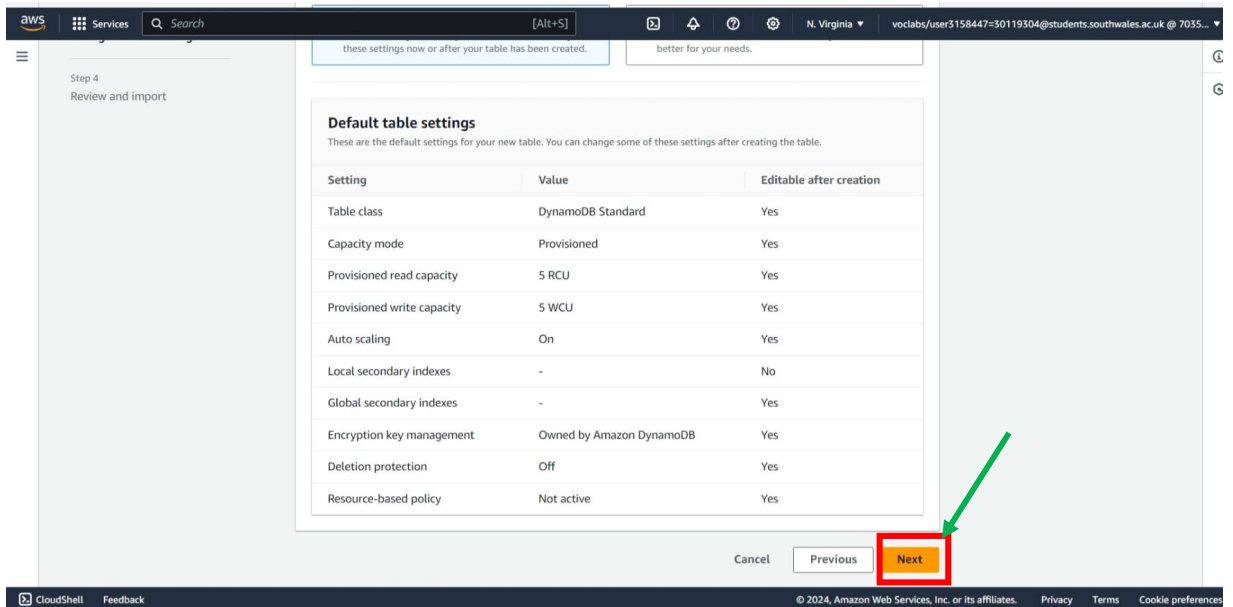 aws Services Search [Alt+S] N. Virginia voclabs/user3158447=30119304@students.southwales.ac.uk @ 7035...
these settings now or after your table has been created.
better for your needs.
Step 4
Review and import
Default table settings
These are the default settings for your new table. You can change some of these settings after creating the table.
Setting Value Editable after creation
Table class DynamoDB Standard Yes
Capacity mode Provisioned Yes
Provisioned read capacity 5 RCU Yes
Provisioned write capacity 5 WCU Yes
Auto scaling On Yes
Local secondary indexes - No
Global secondary indexes - Yes
Encryption key management Owned by Amazon DynamoDB Yes
Deletion protection Off Yes
Resource-based policy Not active Yes
Cancel Previous Next
CloudShell Feedback © 2024, Amazon Web Services, Inc. or its affiliates. Privacy Terms Cookie preferences